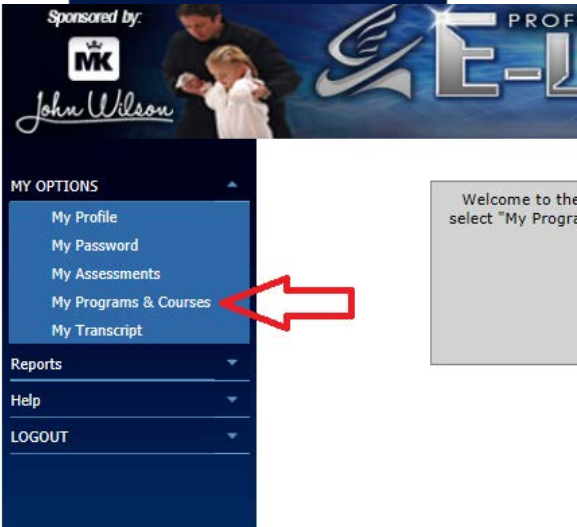 Sponsored by:
MK
John Wilson
PROF
E-L
MY OPTIONS
My Profile
My Password
My Assessments
My Programs & Courses
My Transcript
Reports
Help
LOGOUT
Welcome to the
select "My Progra